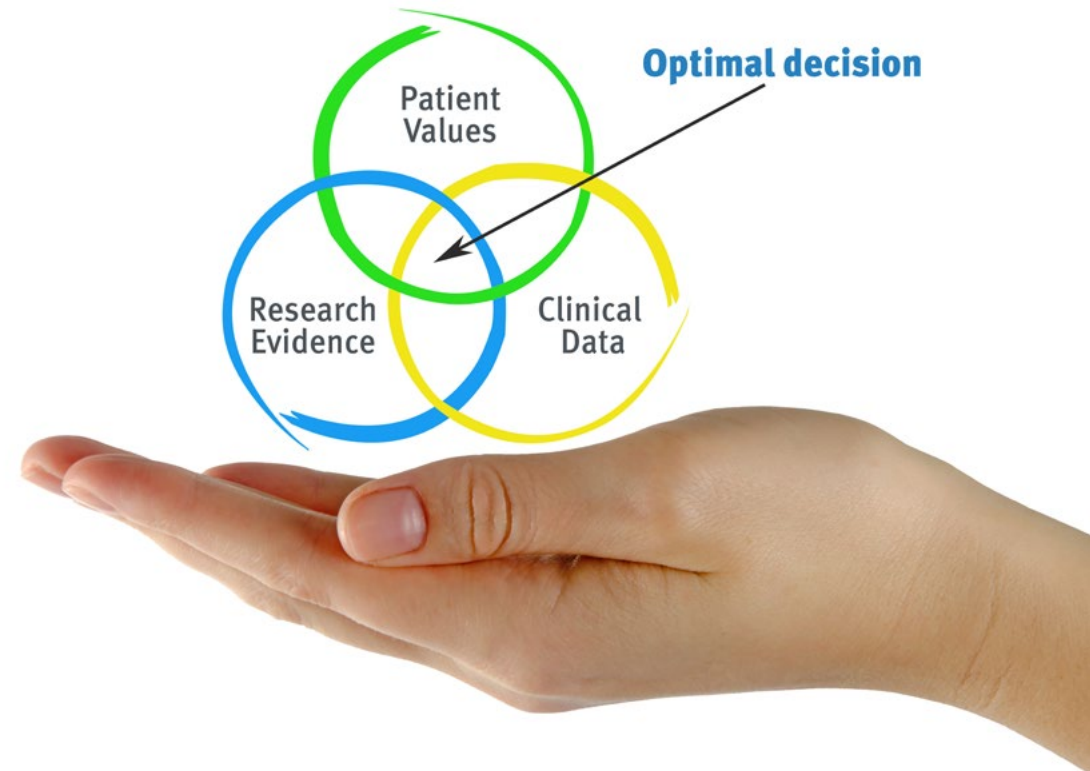 Optimal decision
Patient
Values
Research
Evidence
Clinical
Data